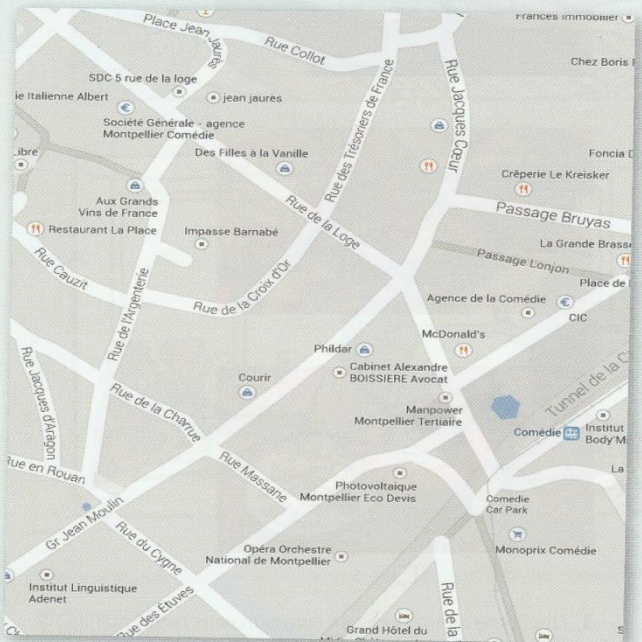 Place Jean Jaurès
Frances Immobilier
Rue Collot
Chez Boris
SDC 5 rue de la loge
ie Italienne Albert
jean jaures
Société Générale - agence
Montpellier Comédie
Rue des Trésoriers de France
Rue Jacques Cœur
ibre
Des Filles à la Vanille
Foncia
Crêperie Le Kreisker
Aux Grands
Vins de France
Rue de la Loge
Passage Bruyas
Restaurant La Place
Impasse Barnabé
La Grande Brasse
Passage Lonjon
Rue Cauzit
Rue de l'Argenterie
Rue de la Croix d'Or
Place de
Agence de la Comédie
CIC
McDonald's
Phildar
Cabinet Alexandre
BOISSIERE Avocat
Rue Jacques d'Aragon
Courir
Tunnel de la C
Rue de la Charrue
Manpower
Montpellier Tertiaire
Comédie
Institut
Body'M
Rue en Rouan
Rue Massane
La
Photovoltaique
Montpellier Eco Devis
Comedie
Car Park
Gr Jean Moulin
Rue du Cygne
Opéra Orchestre
National de Montpellier
Monoprix Comédie
Institut Linguistique
Adenet
Rue des Étuves
Rue de la
Grand Hôtel du